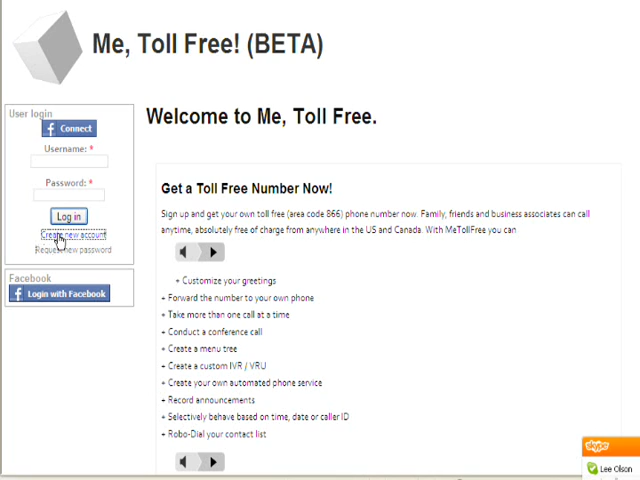 Me, Toll Free! (BETA)
User login
f Connect
Username: *
Password: *
Log in
Create new account
Request new password
Facebook
f Login with Facebook
Welcome to Me, Toll Free.
Get a Toll Free Number Now!
Sign up and get your own toll free (area code 866) phone number now. Family, friends and business associates can call
anytime, absolutely free of charge from anywhere in the US and Canada. With MeTollFree you can
+ Customize your greetings
+ Forward the number to your own phone
+ Take more than one call at a time
+ Conduct a conference call
+ Create a menu tree
+ Create a custom IVR / VRU
+ Create your own automated phone service
+ Record announcements
+ Selectively behave based on time, date or caller ID
+ Robo-Dial your contact list
skype
Lee Olson